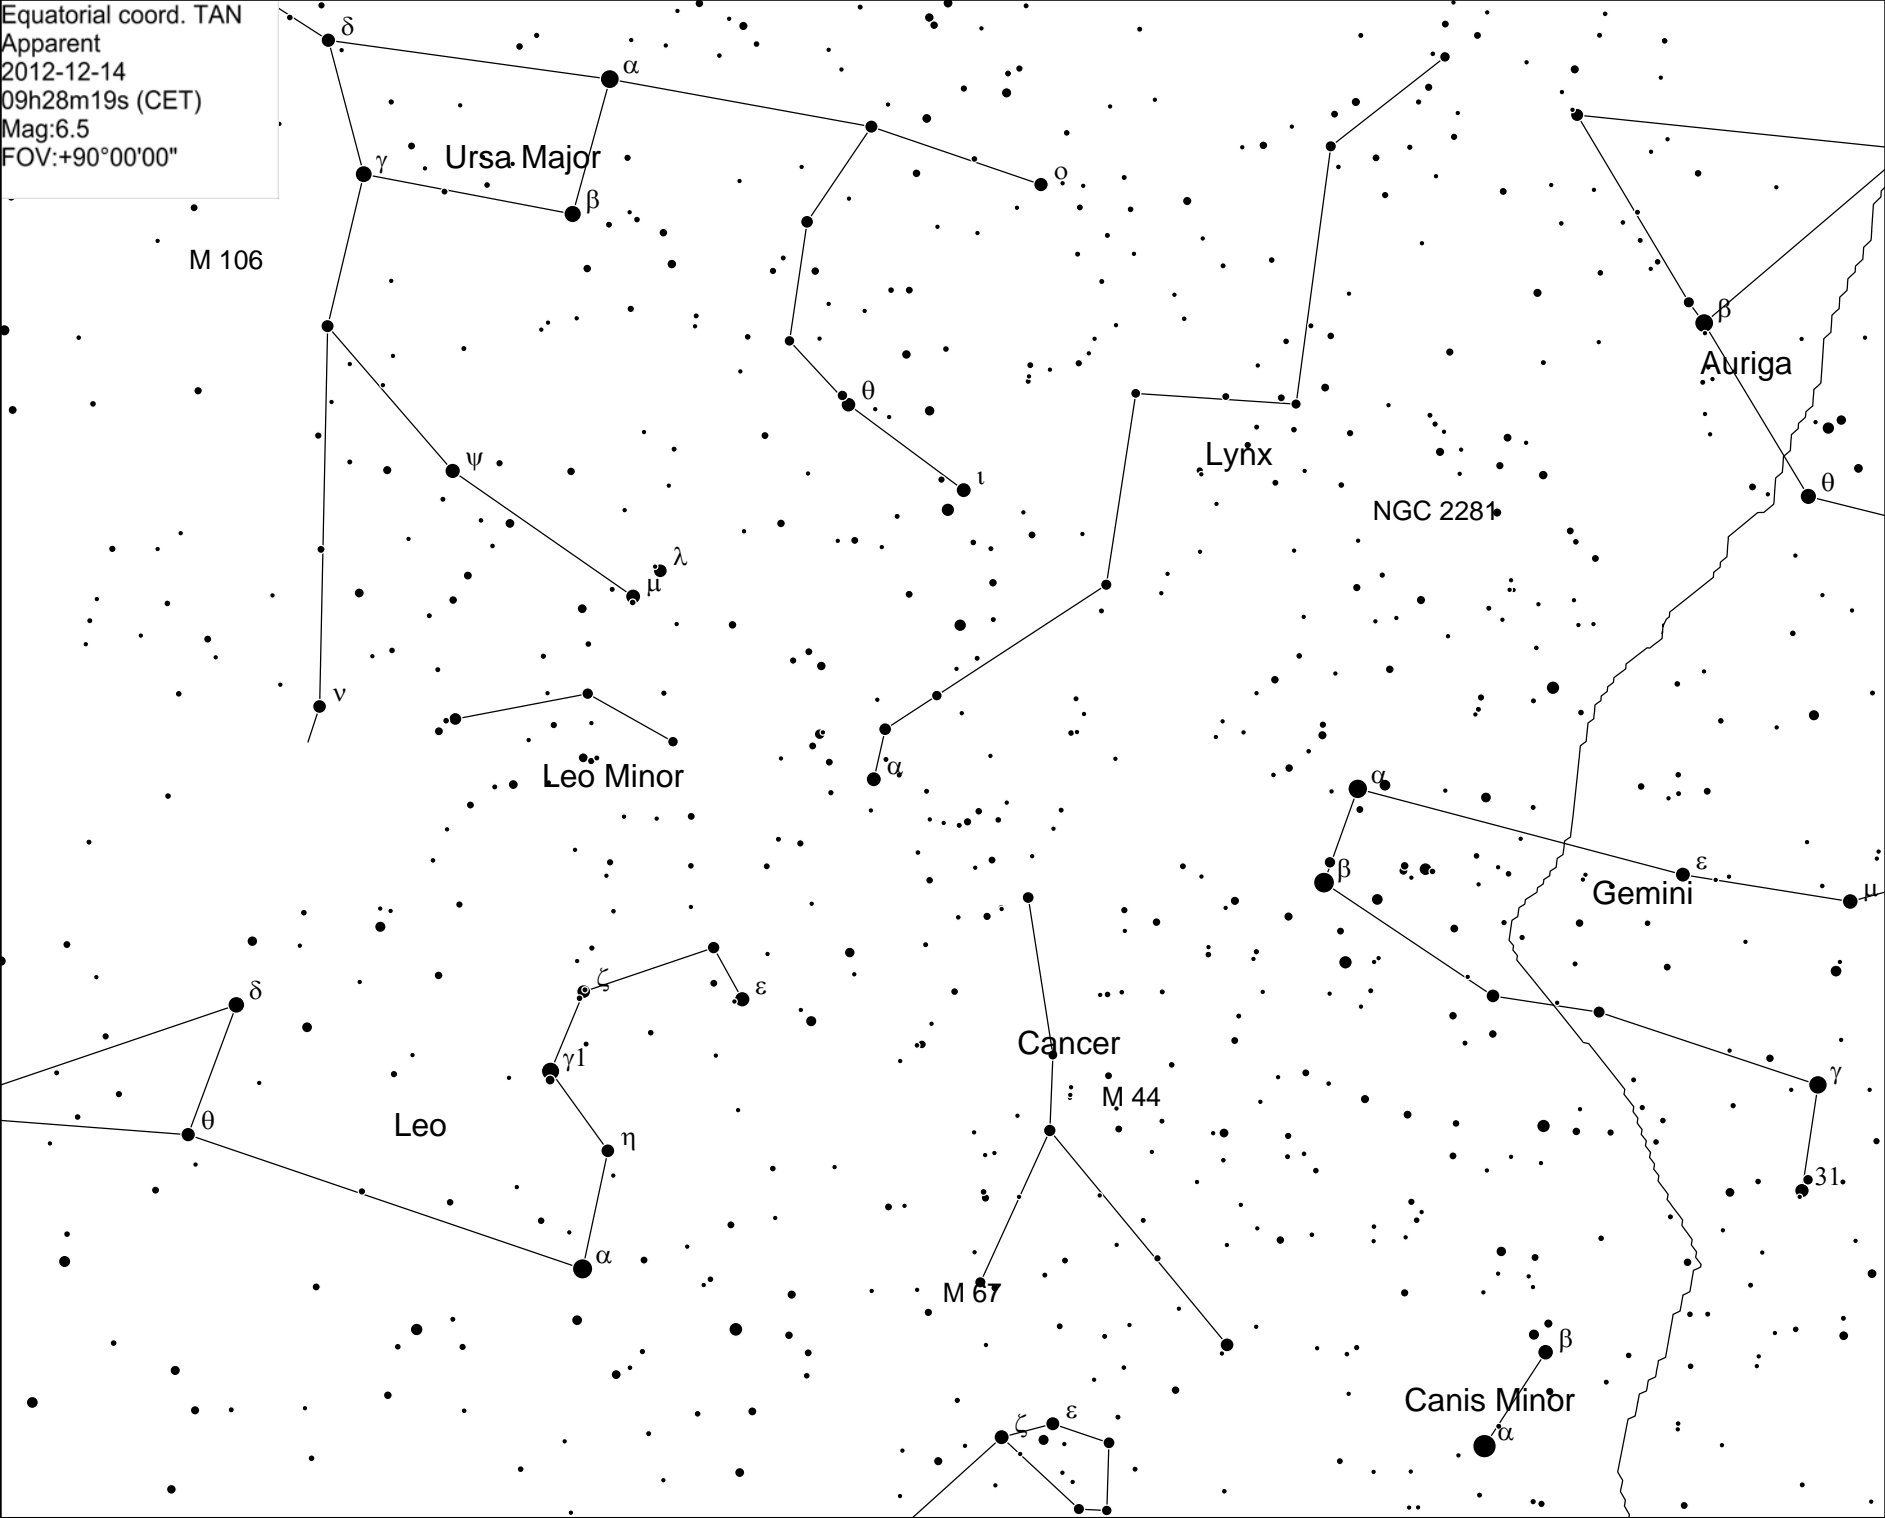 Equatorial coord. TAN
Apparent
2012-12-14
09h28m19s (CET)
Mag:6.5
FOV:+90°00'00"
δ
α
γ
Ursa Major
β
ο
M 106
β
Auriga
θ
ι
Lynx
ψ
θ
NGC 2281
λ
μ
ν
Leo Minor
α
α
β
ε
Gemini
μ
ζ
ε
δ
Cancer
γ1
M 44
γ
θ
Leo
η
31
α
M 67
β
Canis Minor
α
ζ
ε